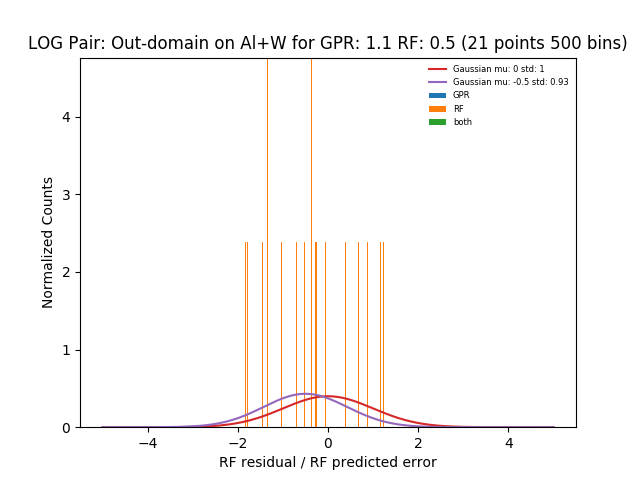 LOG Pair: Out-domain on Al+W for GPR: 1.1 RF: 0.5 (21 points 500 bins)
Gaussian mu: 0 std: 1
Gaussian mu: -0.5 std: 0.93
GPR
RF
both
Normalized Counts
4
3
2
1
0
−4
−2
0
2
4
RF residual / RF predicted error